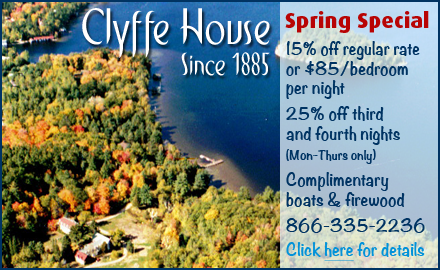 Clyffe House
Since 1885
Spring Special
15% off regular rate
or $85/bedroom
per night
25% off third
and fourth nights
(Mon-Thurs only)
Complimentary
boats & firewood
866-335-2236
Click here for details